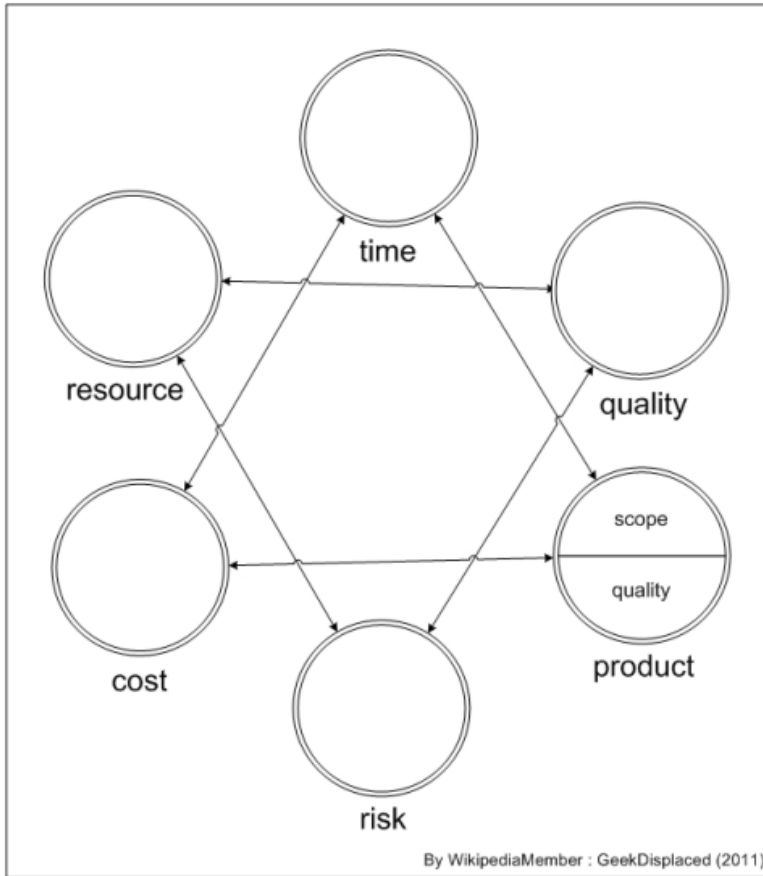 time
resource
quality
scope
quality
product
cost
risk
By WikipediaMember : GeekDisplaced (2011)